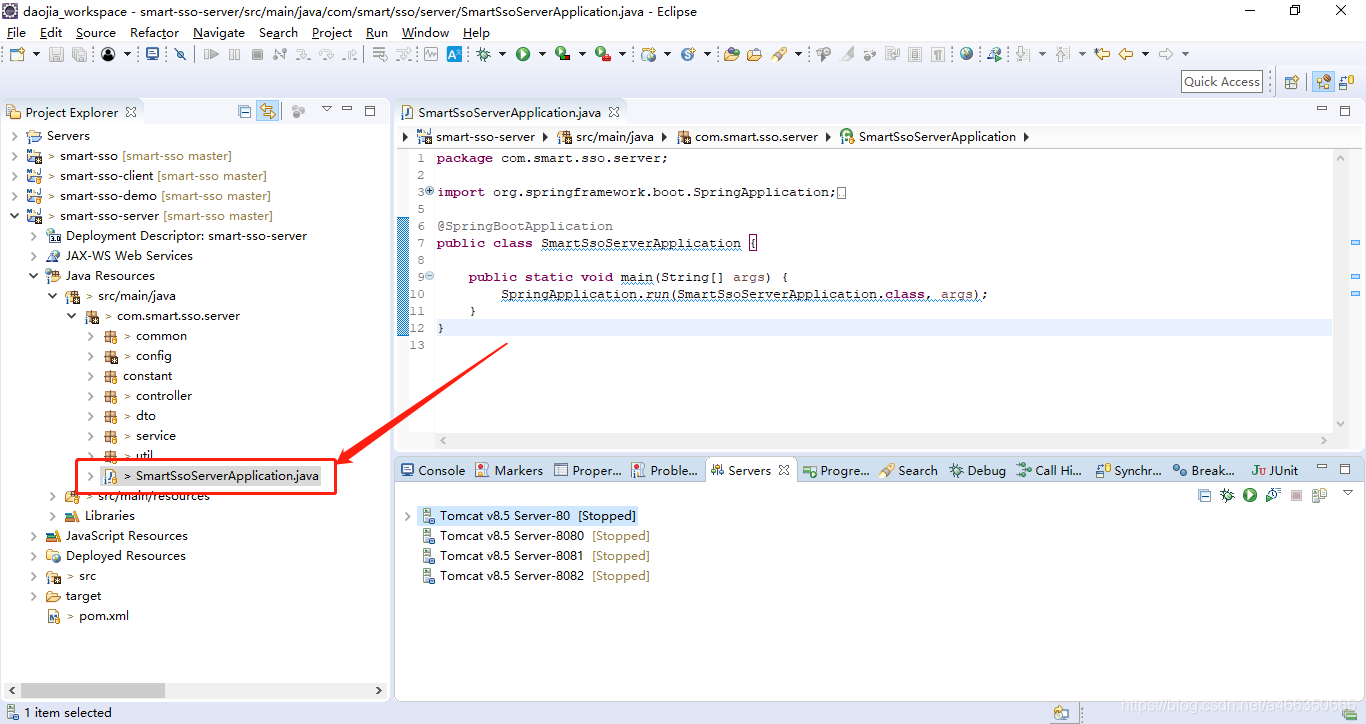 daojia_workspace - smart-sso-server/src/main/java/com/smart/sso/server/SmartSsoServerApplication.java - Eclipse
File Edit Source Refactor Navigate Search Project Run Window Help
Quick Access
Project Explorer
Servers
> smart-sso [smart-sso master]
> smart-sso-client [smart-sso master]
> smart-sso-demo [smart-sso master]
> smart-sso-server [smart-sso master]
Deployment Descriptor: smart-sso-server
JAX-WS Web Services
Java Resources
> src/main/java
> com.smart.sso.server
> common
> config
constant
> controller
> dto
> service
> util
> SmartSsoServerApplication.java
> src/main/resources
Libraries
JavaScript Resources
Deployed Resources
> src
target
> pom.xml
SmartSsoServerApplication.java
smart-sso-server src/main/java com.smart.sso.server SmartSsoServerApplication
1 package com.smart.sso.server;
2
3 import org.springframework.boot.SpringApplication;
5
6 @SpringBootApplication
7 public class SmartSsoServerApplication {
8
9 public static void main(String[] args) {
10 SpringApplication.run(SmartSsoServerApplication.class, args);
11 }
12 }
13
Console Markers Proper... Proble... Servers Progre... Search Debug Call Hi... Synchr... Break... JUnit
Tomcat v8.5 Server-80 [Stopped]
Tomcat v8.5 Server-8080 [Stopped]
Tomcat v8.5 Server-8081 [Stopped]
Tomcat v8.5 Server-8082 [Stopped]
1 item selected